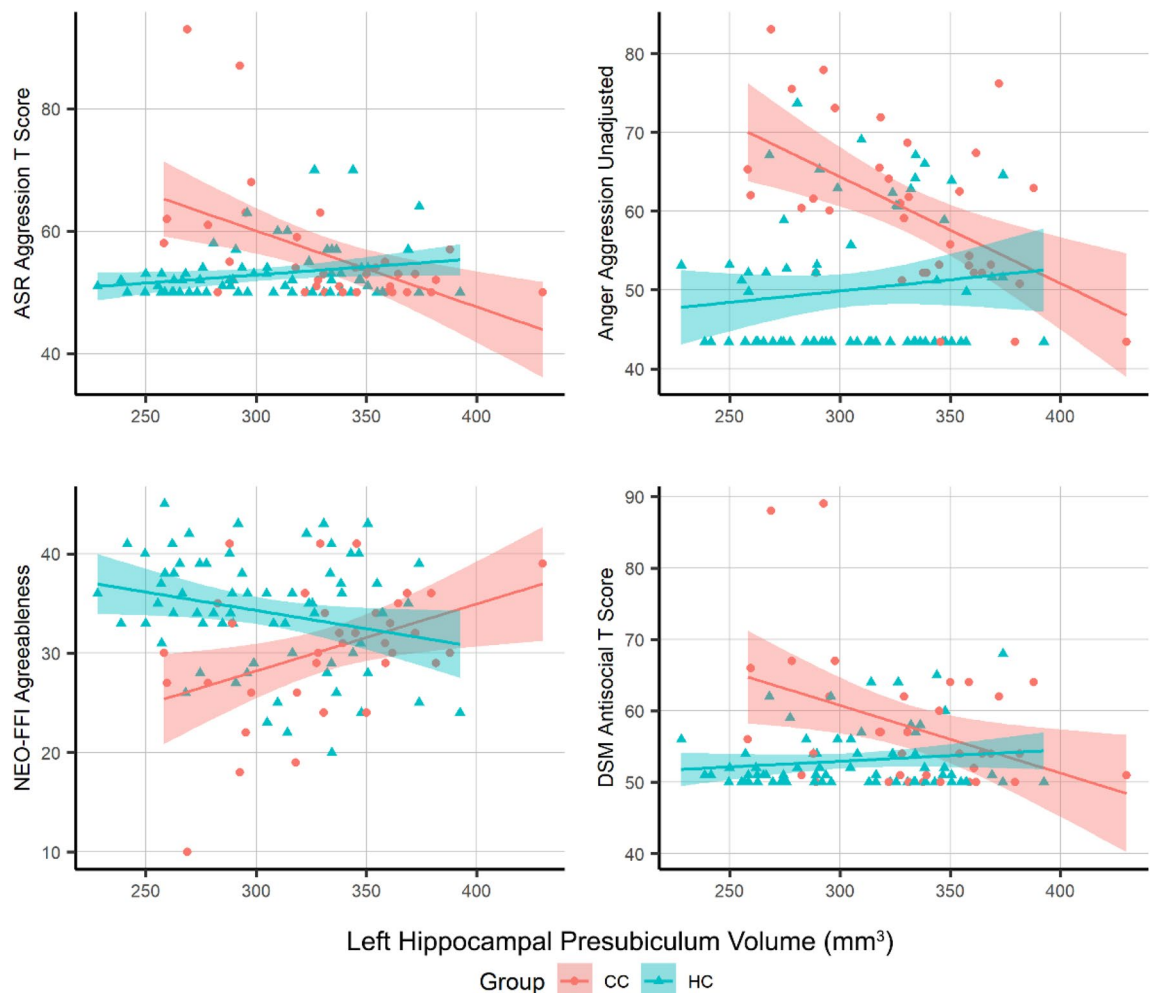 ASR Aggression T Score
80
60
40
250 300 350 400
Anger Aggression Unadjusted
80
70
60
50
40
250 300 350 400
NEO-FFI Agreeableness
40
30
20
10
250 300 350 400
DSM Antisocial T Score
90
80
70
60
50
40
250 300 350 400
Left Hippocampal Presubiculum Volume (mm³)
Group CC HC